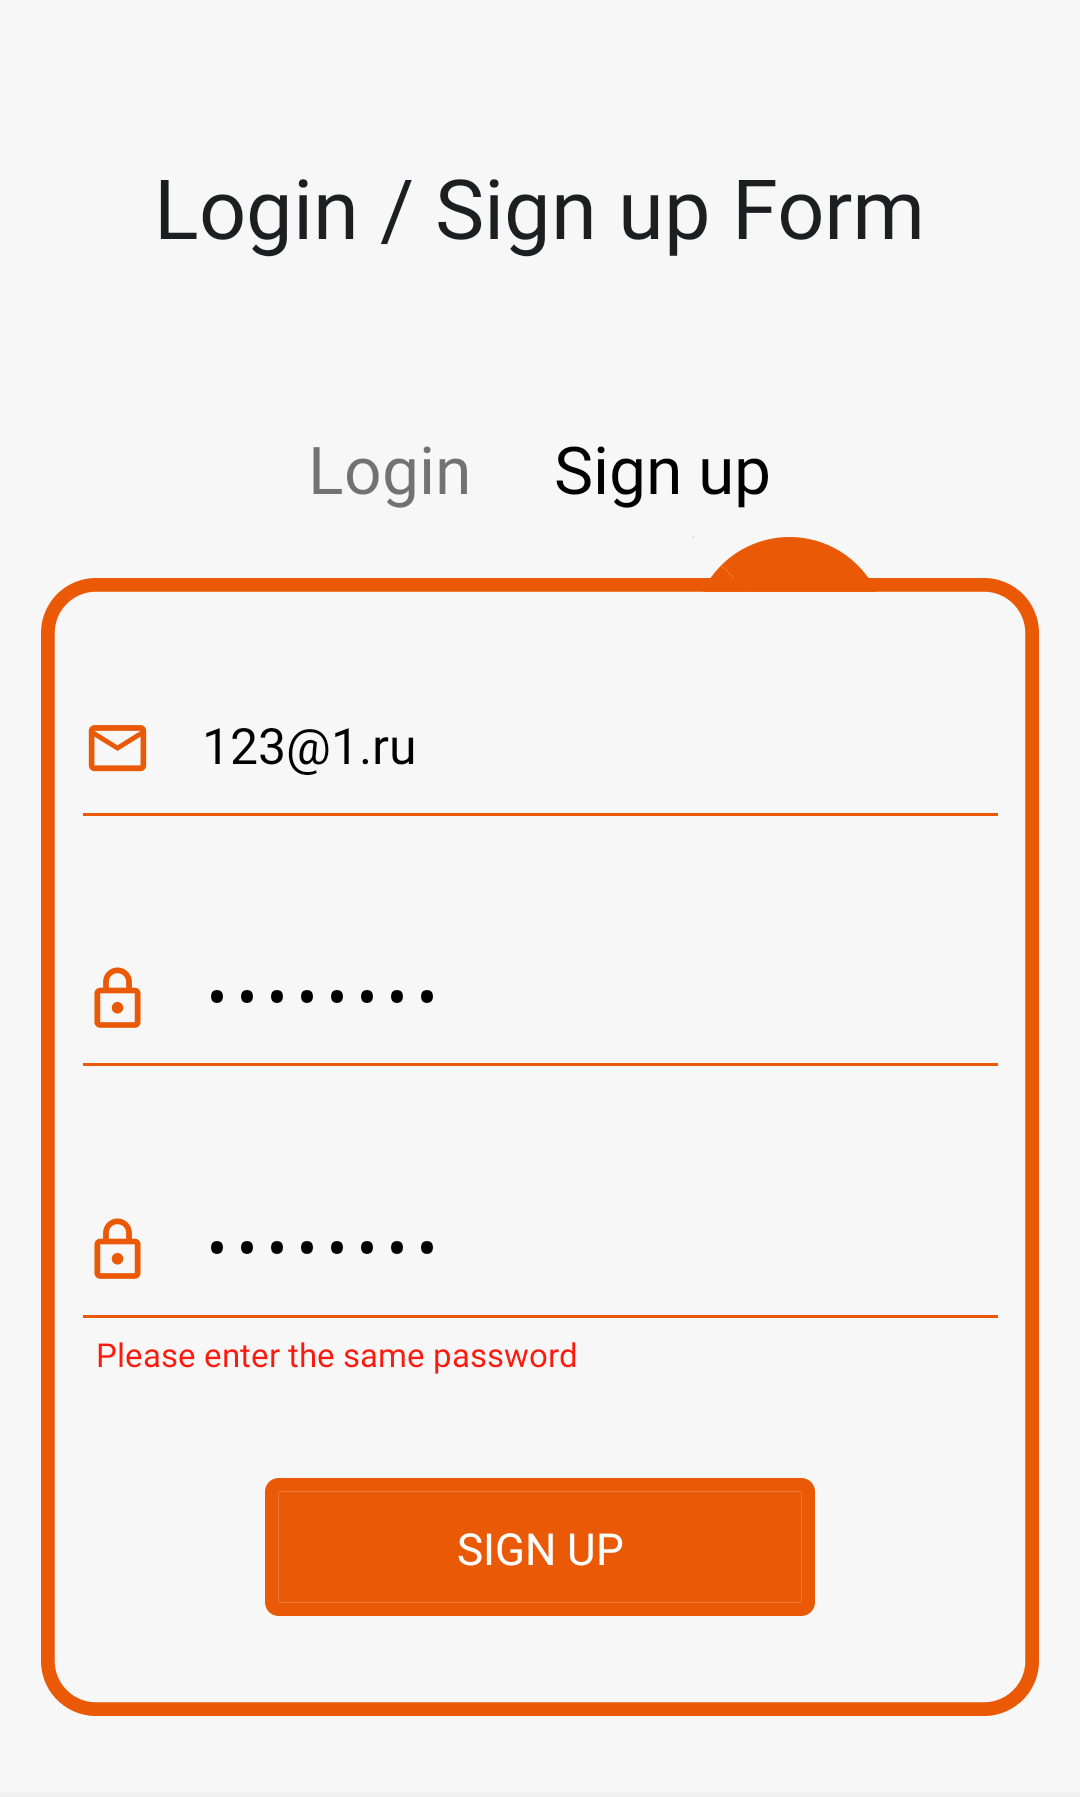 Login / Sign up Form
Login Sign up
123@1.ru
••••••••
••••••••
Please enter the same password
SIGN UP